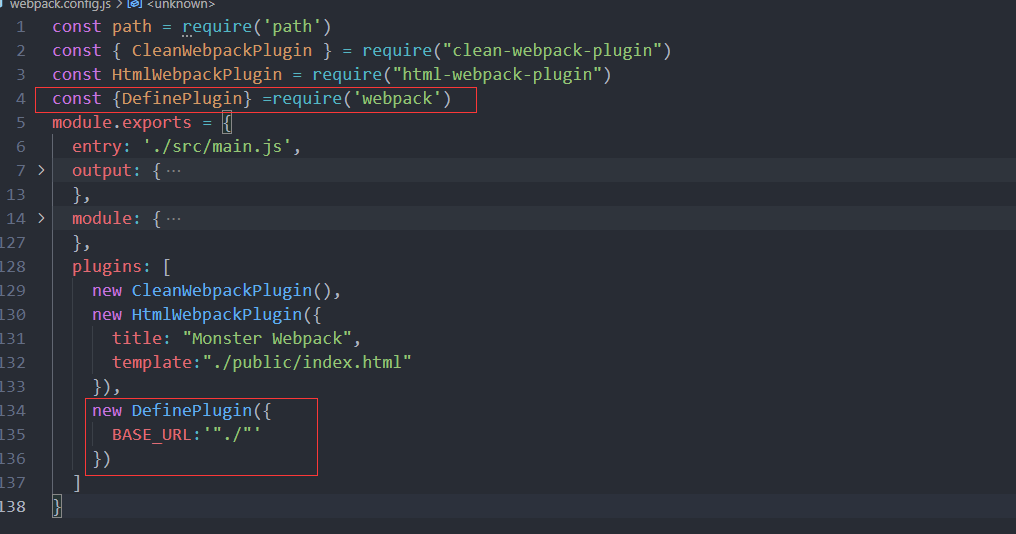 webpack.config.js > <unknown>
1 const path = require('path')
2 const { CleanWebpackPlugin } = require("clean-webpack-plugin")
3 const HtmlWebpackPlugin = require("html-webpack-plugin")
4 const {DefinePlugin} =require('webpack')
5 module.exports = {
6 entry: './src/main.js',
7 > output: { ···
13 },
14 > module: { ···
127 },
128 plugins: [
129 new CleanWebpackPlugin(),
130 new HtmlWebpackPlugin({
131 title: "Monster Webpack",
132 template:"./public/index.html"
133 }),
134 new DefinePlugin({
135 BASE_URL:'"./"'
136 })
137 ]
138 }